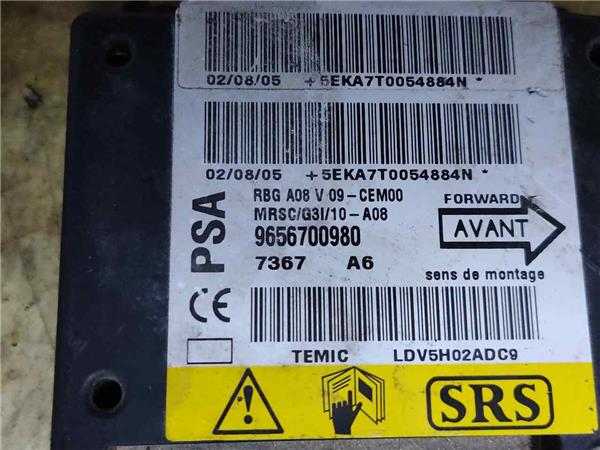 02/08/05 +5EKA7T0054884N *
02/08/05 +5EKA7T0054884N *
PSA
RBG A08 V 09-CEM00
MRSC/G3I/10-A08
9656700980
7367 A6
FORWARD
AVANT
sens de montage
CE
TEMIC LDV5H02ADC9
SRS